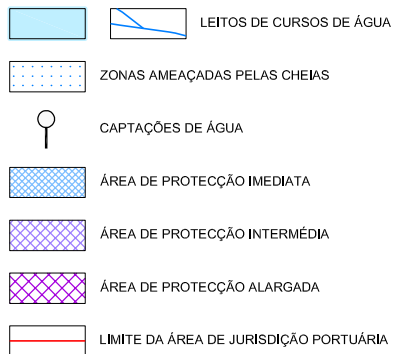 LEITOS DE CURSOS DE ÁGUA
ZONAS AMEAÇADAS PELAS CHEIAS
CAPTAÇÕES DE ÁGUA
ÁREA DE PROTECÇÃO IMEDIATA
ÁREA DE PROTECÇÃO INTERMÉDIA
ÁREA DE PROTECÇÃO ALARGADA
LIMITE DA ÁREA DE JURISDIÇÃO PORTUÁRIA